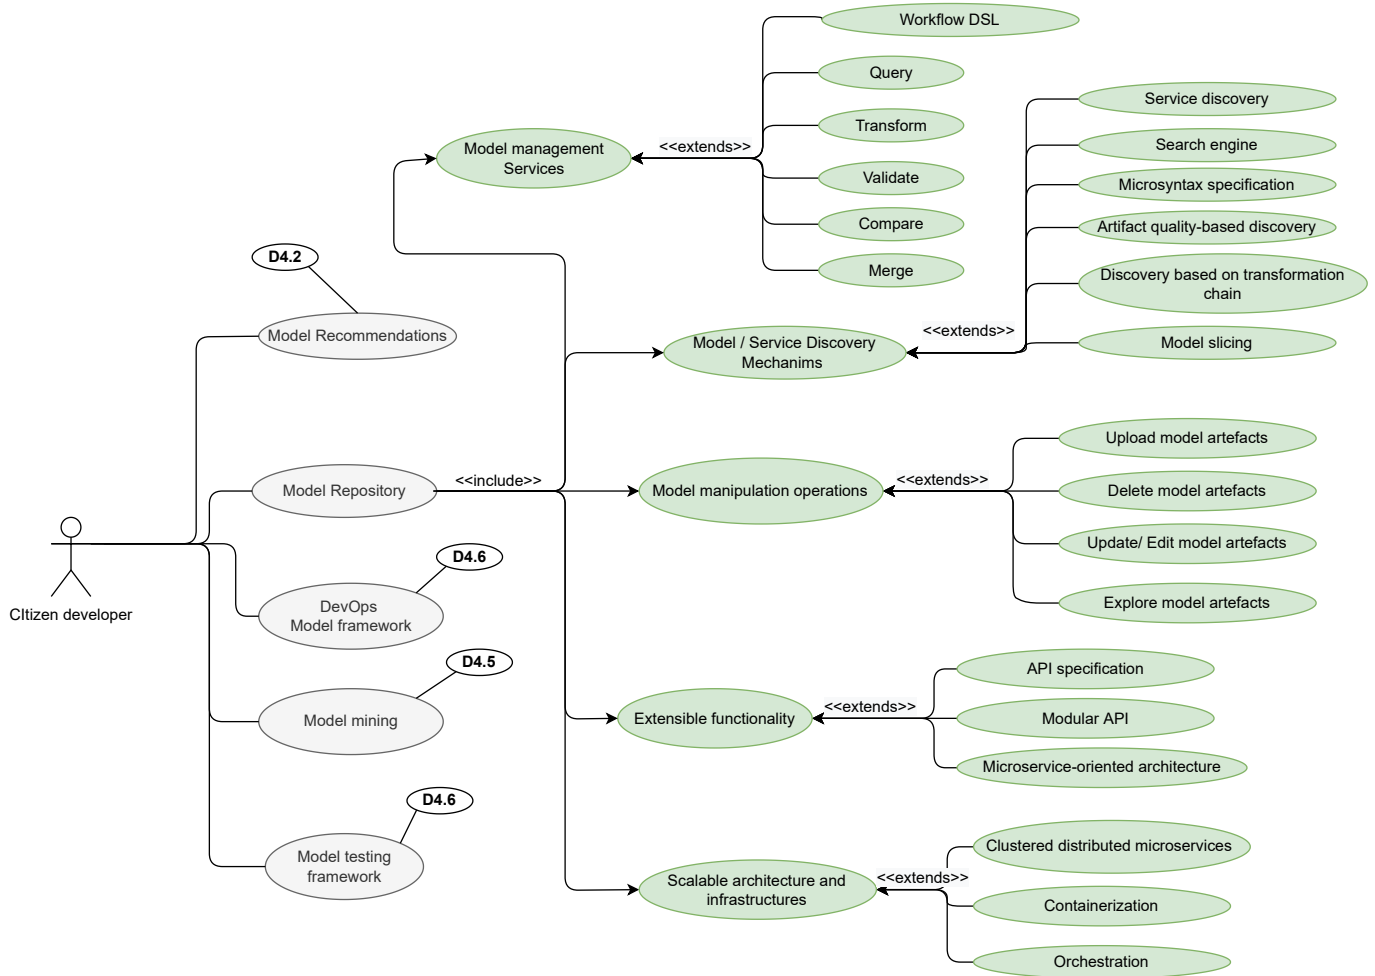 Workflow DSL
Query
Transform
Validate
Compare
Merge
<<extends>>
Model management
Services
Service discovery
Search engine
Microsyntax specification
Artifact quality-based discovery
Discovery based on transformation
chain
Model slicing
<<extends>>
Model / Service Discovery
Mechanims
D4.2
Model Recommendations
Model Repository
<<include>>
Model manipulation operations
<<extends>>
Upload model artefacts
Delete model artefacts
Update/ Edit model artefacts
Explore model artefacts
CItizen developer
D4.6
DevOps
Model framework
D4.5
Model mining
Extensible functionality
<<extends>>
API specification
Modular API
Microservice-oriented architecture
D4.6
Model testing
framework
Scalable architecture and
infrastructures
<<extends>>
Clustered distributed microservices
Containerization
Orchestration